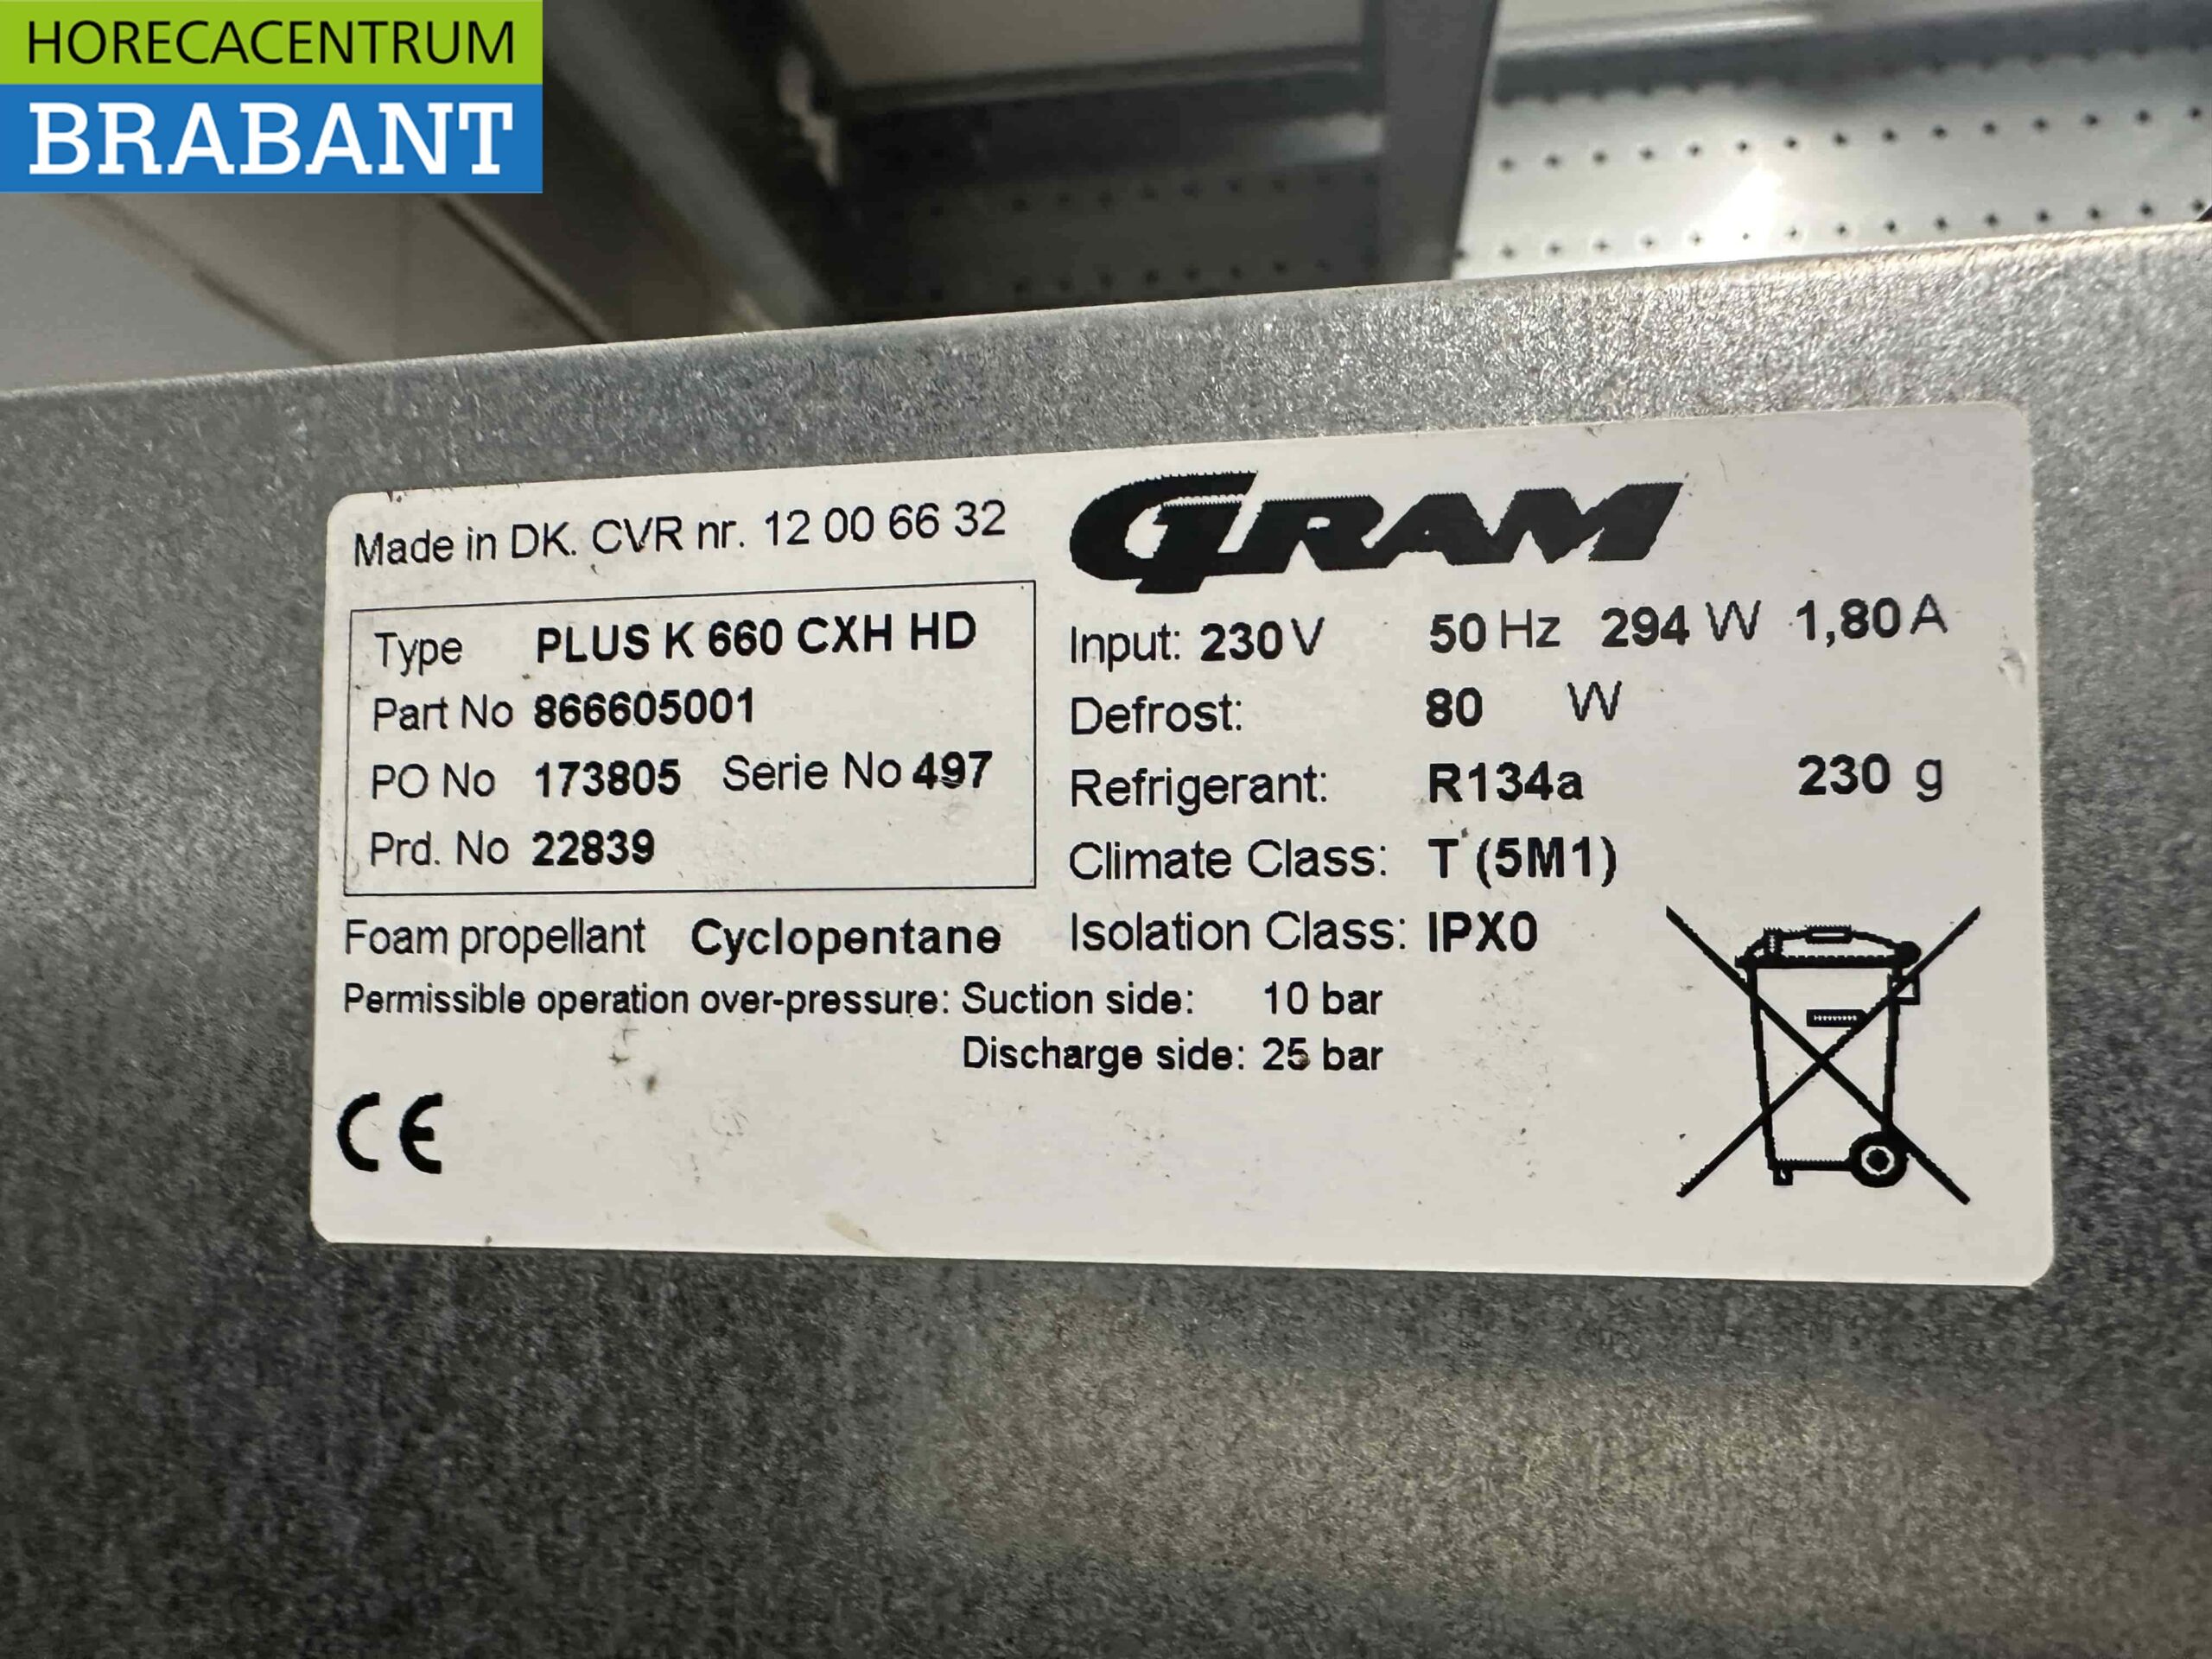 HORECACENTRUM
BRABANT
Made in DK. CVR nr. 12 00 66 32
GRAM
Type PLUS K 660 CXH HD
Part No 866605001
PO No 173805 Serie No 497
Prd. No 22839
Input: 230 V 50 Hz 294 W 1,80 A
Defrost: 80 W
Refrigerant: R134a 230 g
Climate Class: T (5M1)
Isolation Class: IPX0
Foam propellant Cyclopentane
Permissible operation over-pressure: Suction side: 10 bar
Discharge side: 25 bar
CE